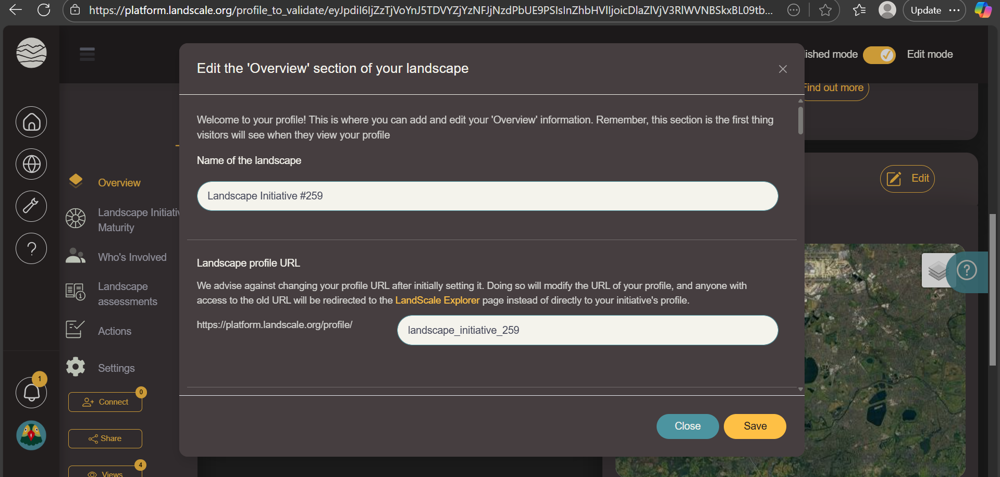 https://platform.landscale.org/profile_to_validate/eyJpdiI6IjZzTjVoYnJ5TDVYZjYzNFJjNzdPbUE9PSIsInZhbHVlIjoicDlaZlVjV3RlWVNBSkxBL09tb...
Update
ished mode
Edit mode
Find out more
Edit
Overview
Landscape Initiativ
Maturity
Who's Involved
Landscape
assessments
Actions
Settings
0
Connect
Share
4
Views
1
Edit the 'Overview' section of your landscape
Welcome to your profile! This is where you can add and edit your 'Overview' information. Remember, this section is the first thing
visitors will see when they view your profile
Name of the landscape
Landscape Initiative #259
Landscape profile URL
We advise against changing your profile URL after initially setting it. Doing so will modify the URL of your profile, and anyone with
access to the old URL will be redirected to the LandScale Explorer page instead of directly to your initiative's profile.
https://platform.landscale.org/profile/
landscape_initiative_259
Close
Save